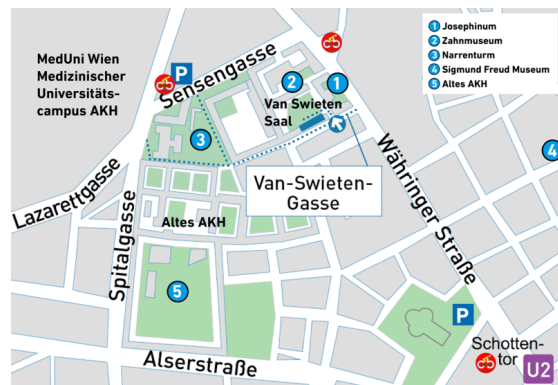 MedUni Wien
Medizinischer
Universitäts-
campus AKH
P
Sensengasse
2
1
Van Swieten
Saal
3
1 Josephinum
2 Zahnmuseum
3 Narrenturm
4 Sigmund Freud Museum
5 Altes AKH
4
Van-Swieten-
Gasse
Währinger Straße
Lazarettgasse
Spitalgasse
Altes AKH
5
Alserstraße
P
Schotten-
tor
U2